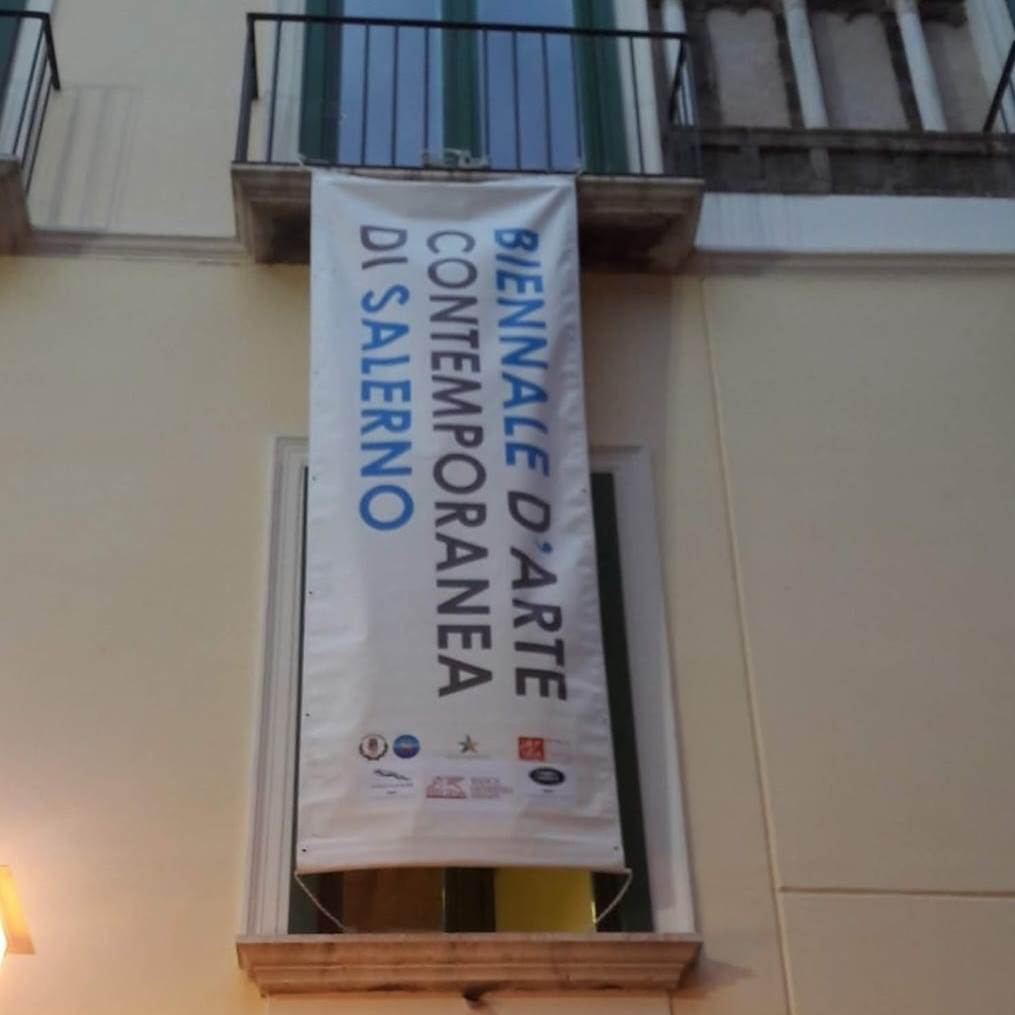 BIENNALE D'ARTE
CONTEMPORANEA
DI SALERNO